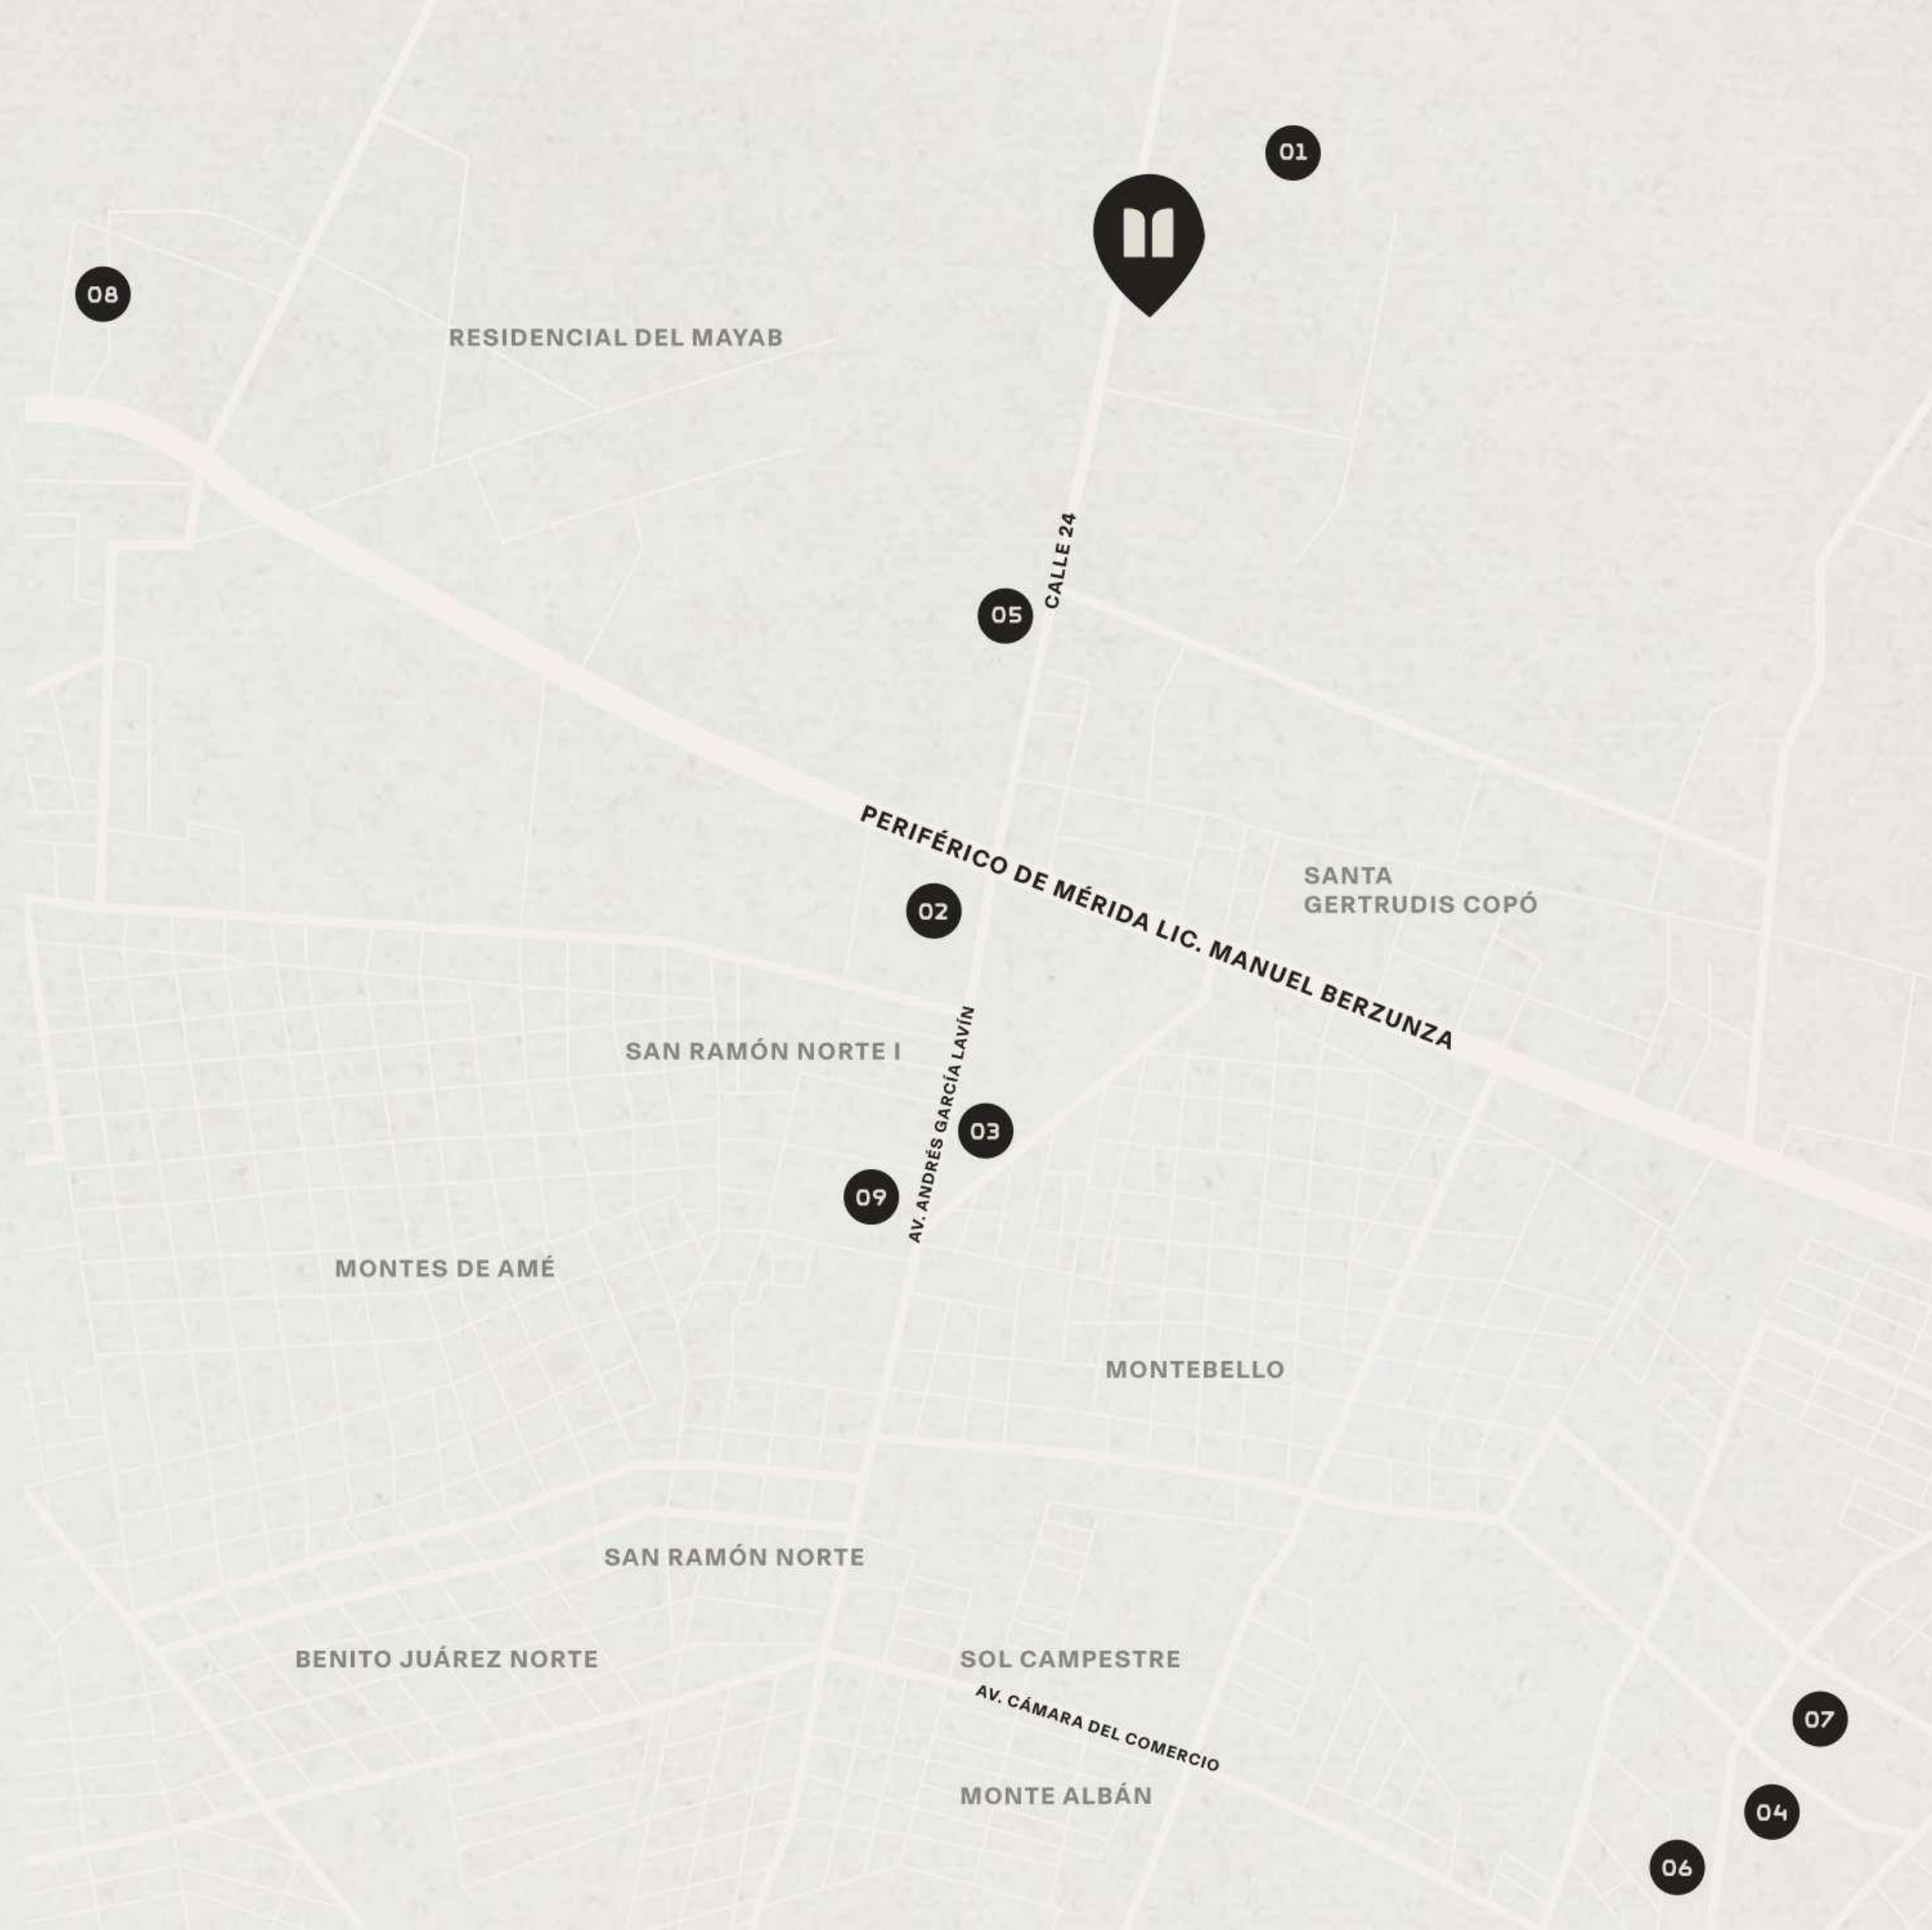 01
08
RESIDENCIAL DEL MAYAB
CALLE 24
05
PERIFÉRICO DE MÉRIDA LIC. MANUEL BERZUNZA
SANTA
GERTRUDIS COPÓ
02
SAN RAMÓN NORTE I
AV. ANDRÉS GARCÍA LAVÍN
03
09
MONTES DE AMÉ
MONTEBELLO
SAN RAMÓN NORTE
BENITO JUÁREZ NORTE
SOL CAMPESTRE
AV. CÁMARA DEL COMERCIO
07
MONTE ALBÁN
04
06